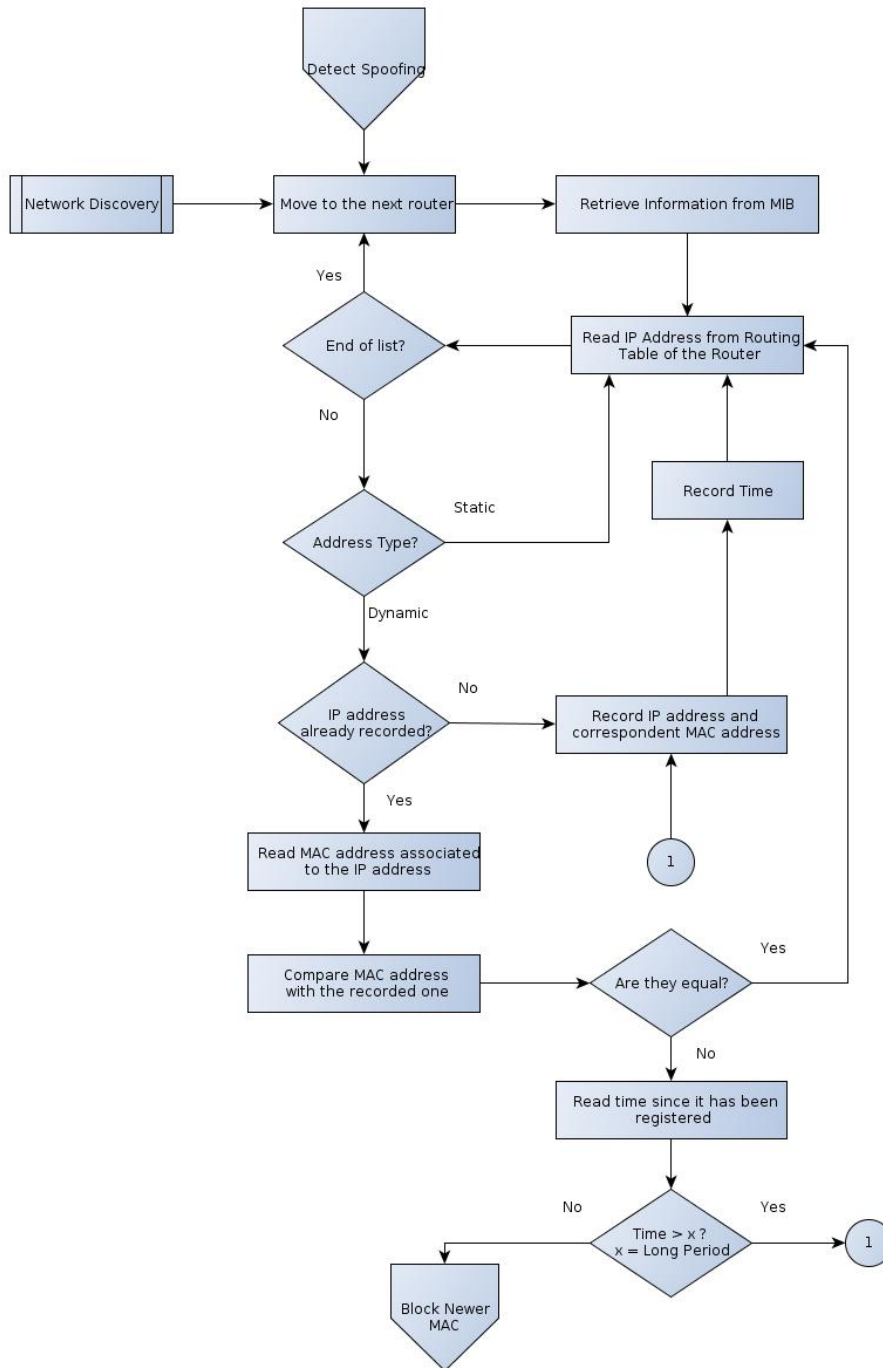 Detect Spoofing
Network Discovery
Move to the next router
Retrieve Information from MIB
Yes
End of list?
Read IP Address from Routing
Table of the Router
No
Record Time
Static
Address Type?
Dynamic
IP address
already recorded?
No
Record IP address and
correspondent MAC address
Yes
Read MAC address associated
to the IP address
1
Compare MAC address
with the recorded one
Are they equal?
Yes
No
Read time since it has been
registered
No
Time > x ?
x = Long Period
Yes
1
Block Newer
MAC